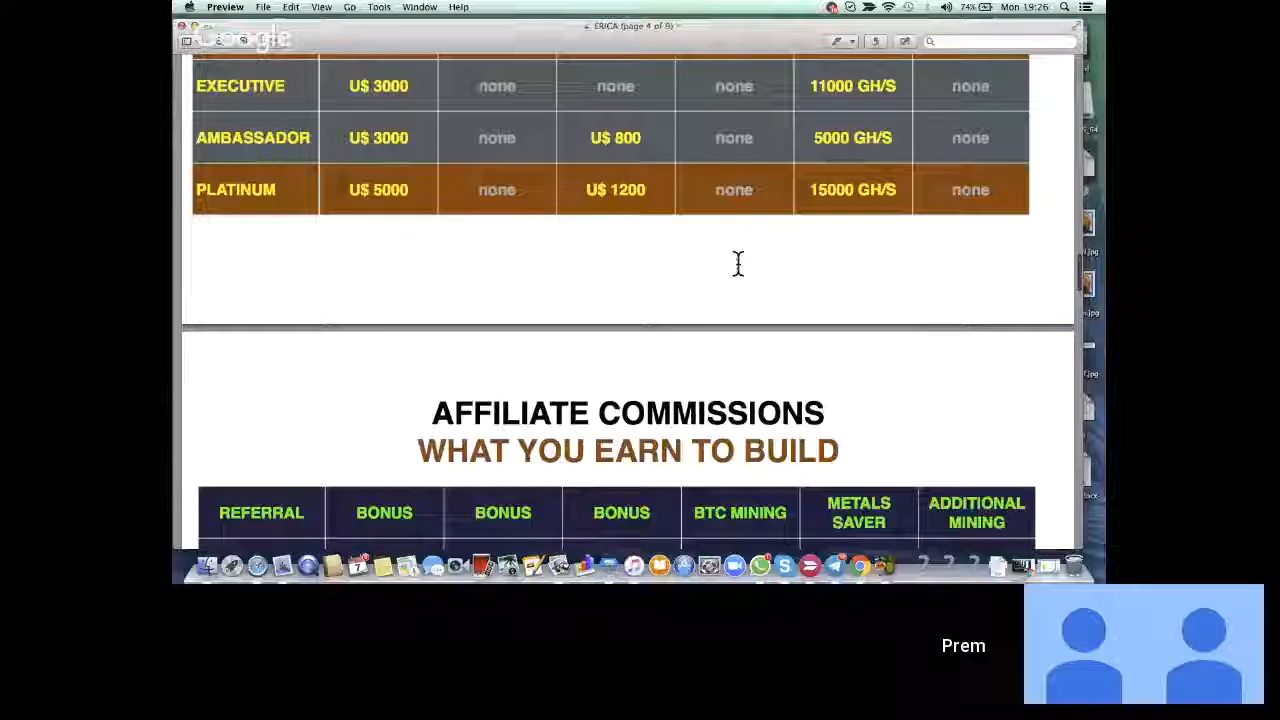 Preview File Edit View Go Tools Window Help 74% Mon 19:26
ERICA (page 4 of 9)
Google
EXECUTIVE U$ 3000 none none none 11000 GH/S none
AMBASSADOR U$ 3000 none U$ 800 none 5000 GH/S none
PLATINUM U$ 5000 none U$ 1200 none 15000 GH/S none
AFFILIATE COMMISSIONS
WHAT YOU EARN TO BUILD
REFERRAL BONUS BONUS BONUS BTC MINING METALS SAVER ADDITIONAL MINING
Prem